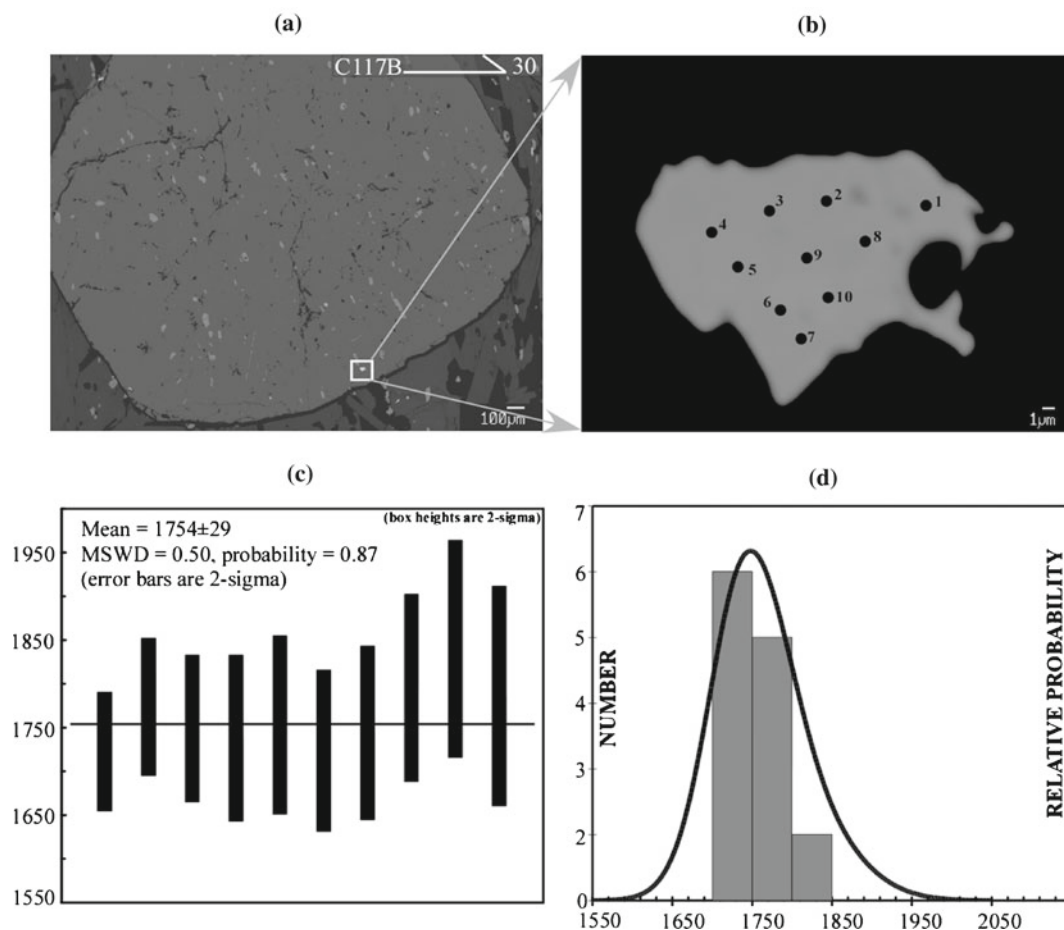 (a)
(b)
C117B 30
100µm
1
2
3
4
8
9
5
10
6
7
1µm
(c)
(d)
(box heights are 2-sigma)
Mean = 1754±29
MSWD = 0.50, probability = 0.87
(error bars are 2-sigma)
1950
1850
1750
1650
1550
7
6
5
4
3
2
0
NUMBER
RELATIVE PROBABILITY
1550 1650 1750 1850 1950 2050